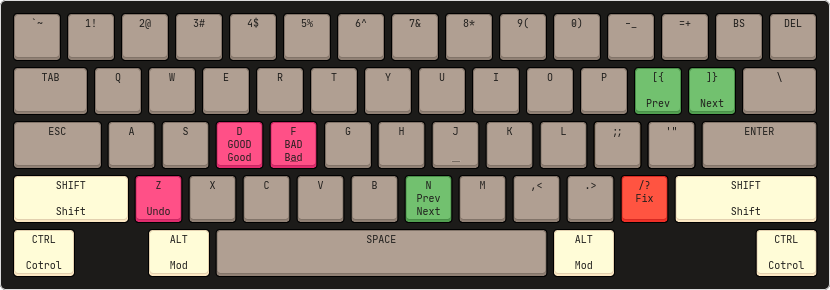 `~ 1! 2@ 3# 4$ 5% 6^ 7& 8* 9( 0) -_ =+ BS DEL
TAB Q W E R T Y U I O P [{ ]} \
Prev Next
ESC A S D F G H J K L ;; '" ENTER
GOOD BAD
Good Bad _
SHIFT Z X C V B N M ,< .> /? SHIFT
Prev Fix
Shift Undo Next Shift
CTRL ALT SPACE ALT CTRL
Cotrol Mod Mod Cotrol